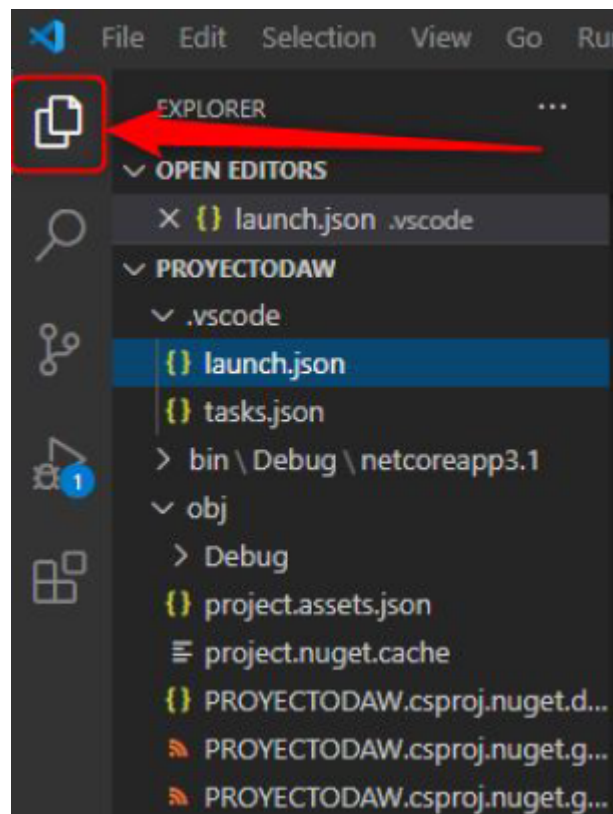 File Edit Selection View Go Ru
EXPLORER ...
OPEN EDITORS
{} launch.json .vscode
PROYECTODAW
.vscode
{} launch.json
{} tasks.json
bin \ Debug \ netcoreapp3.1
1
obj
Debug
{} project.assets.json
project.nuget.cache
{} PROYECTODAW.csproj.nuget.d...
PROYECTODAW.csproj.nuget.g...
PROYECTODAW.csproj.nuget.g...